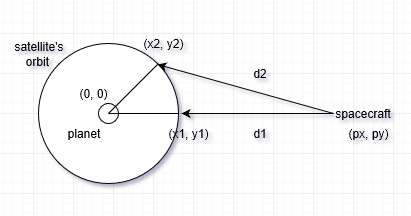 satellite's
orbit
(x2, y2)
d2
(0, 0)
spacecraft
planet
(x1, y1)
d1
(px, py)